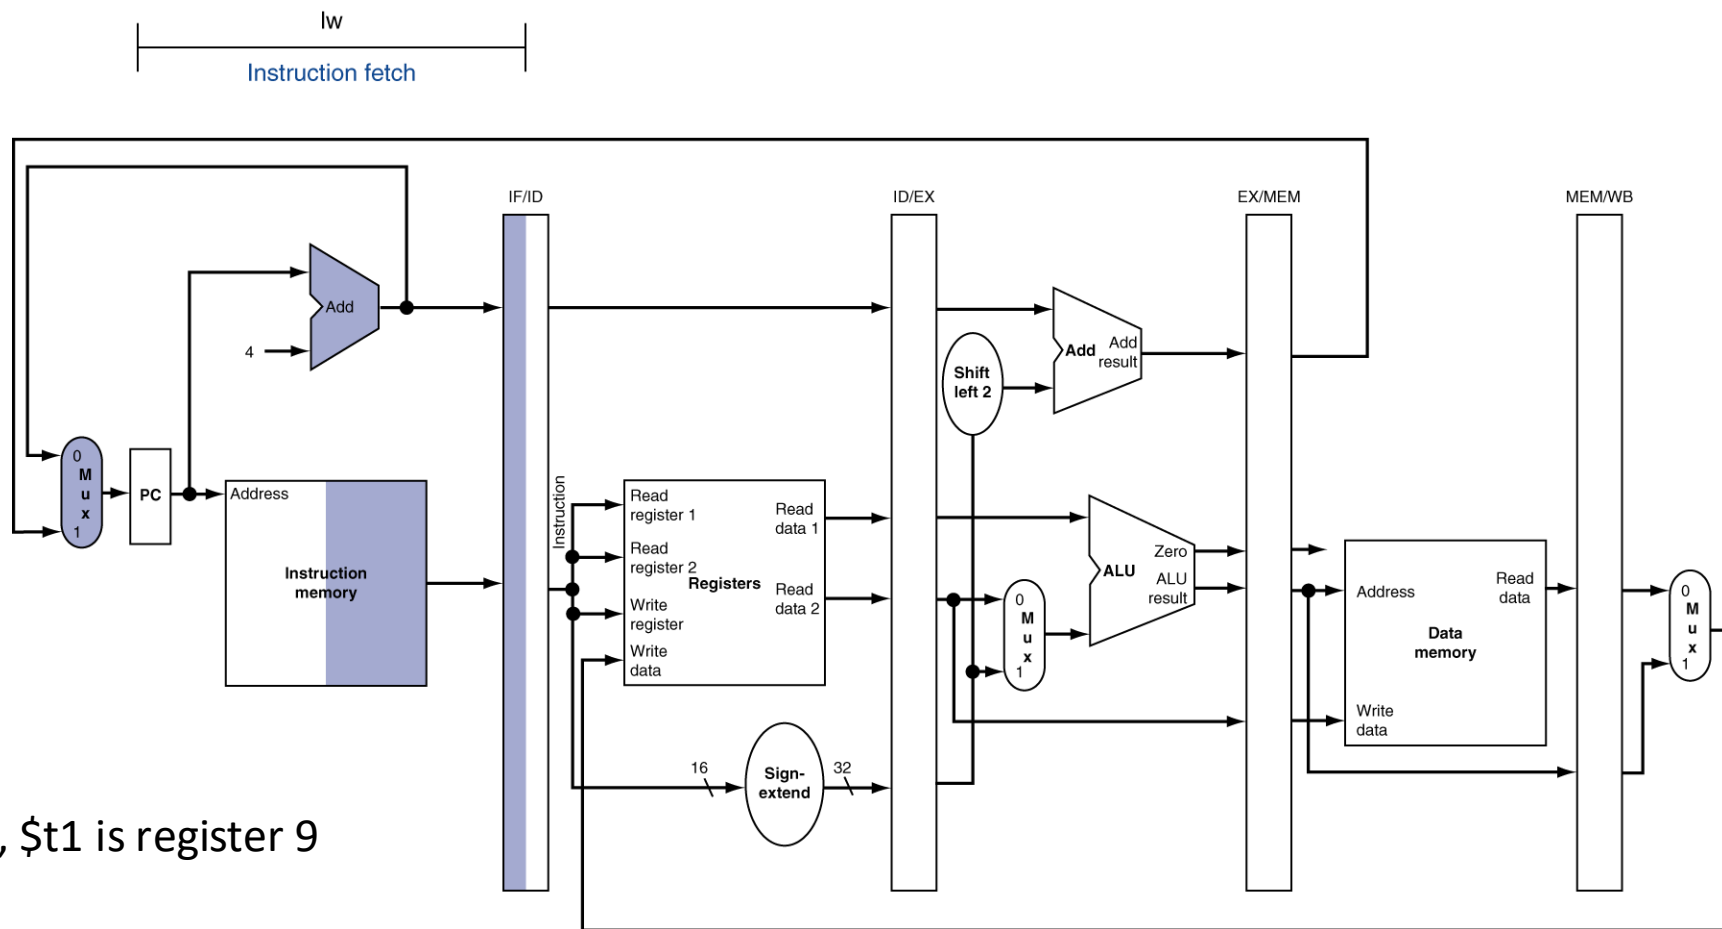 lw
Instruction fetch
IF/ID
ID/EX
EX/MEM
MEM/WB
Add
4
Add
Add
result
Shift
left 2
0
M
u
x
1
PC
Address
Instruction
memory
Instruction
Read
register 1
Read
register 2
Write
register
Write
data
Registers
Read
data 1
Read
data 2
16
Sign-
extend
32
0
M
u
x
1
Zero
ALU
ALU
result
Address
Read
data
Data
memory
Write
data
0
M
u
x
1
, $t1 is register 9